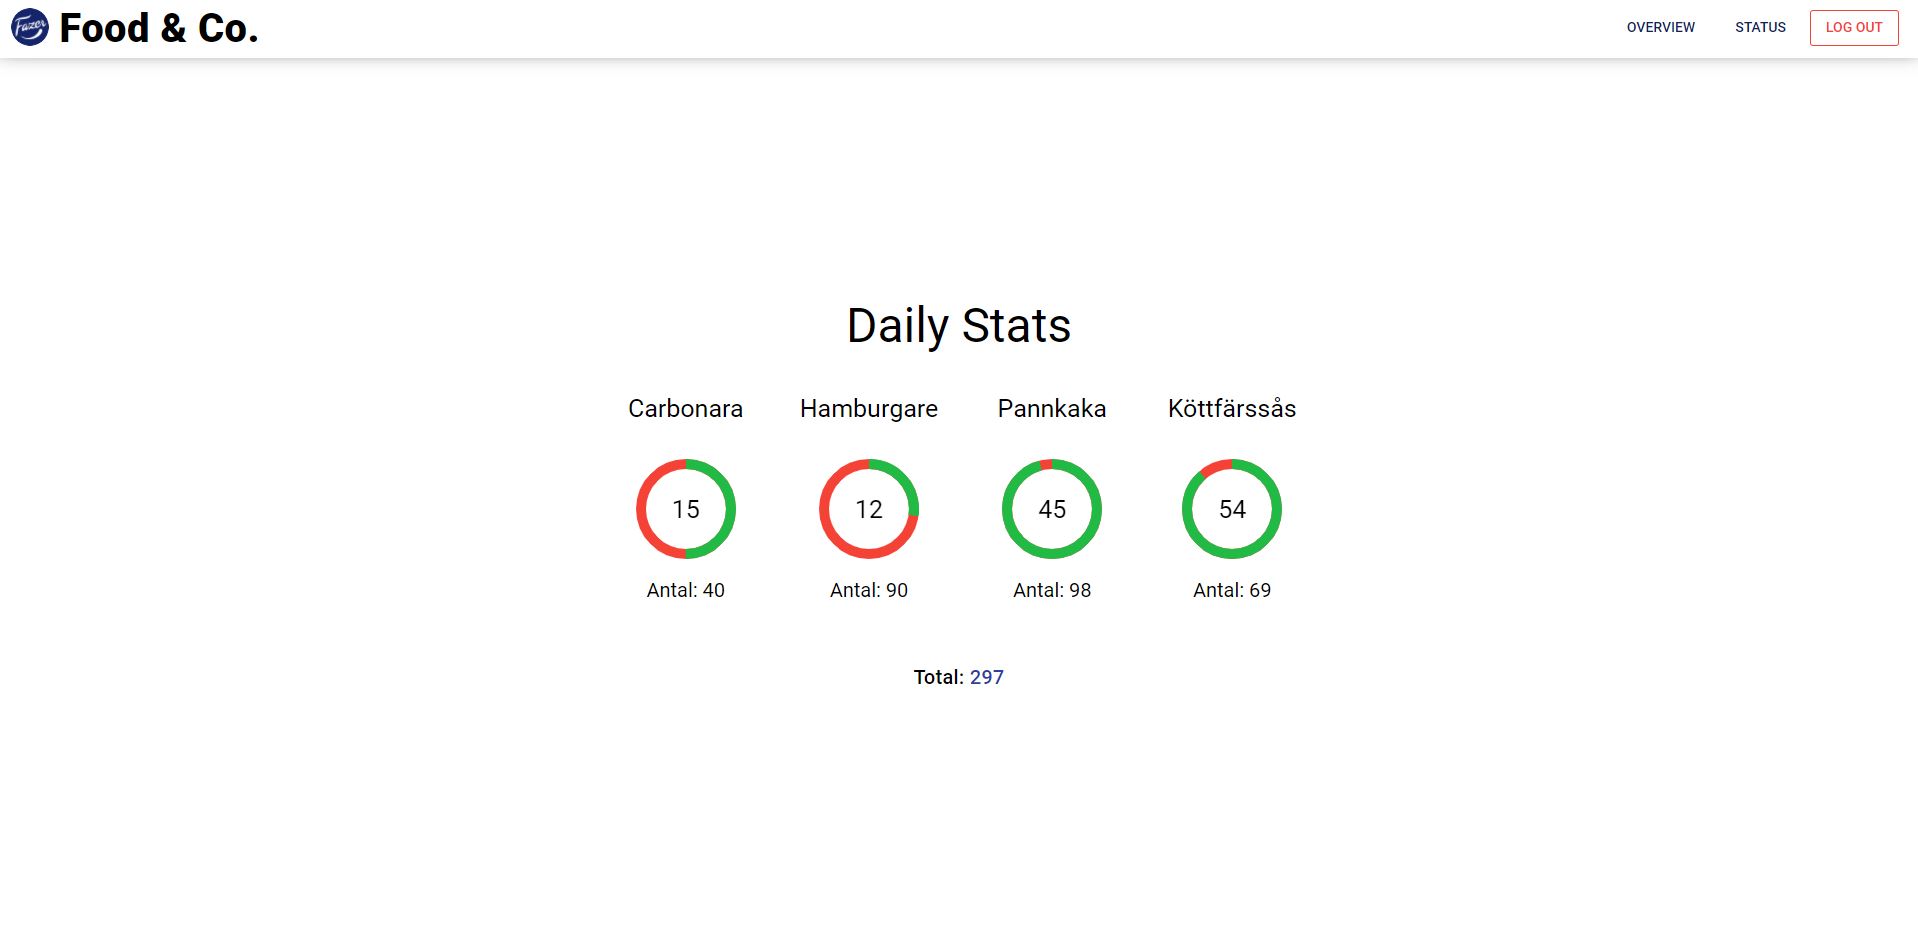 Fazer
Food & Co.
OVERVIEW
STATUS
LOG OUT
Daily Stats
Carbonara
Hamburgare
Pannkaka
Köttfärssås
15
12
45
54
Antal: 40
Antal: 90
Antal: 98
Antal: 69
Total: 297